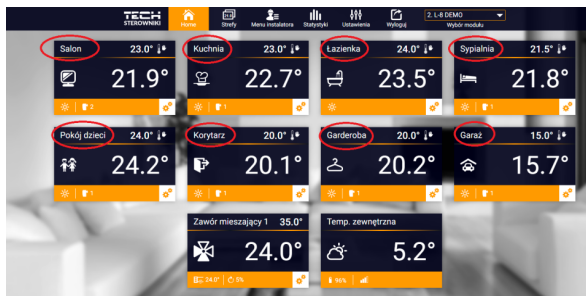 TECH
STEROWNIKI
Home
Strefy
Menu instalatora
Statystyki
Ustawienia
Wyloguj
2. L-8 DEMO
Wybór modułu
Salon 23.0°
21.9°
2
Kuchnia 23.0°
22.7°
1
Łazienka 24.0°
23.5°
Sypialnia 21.5°
21.8°
1
Pokój dzieci 24.0°
24.2°
1
Korytarz 20.0°
20.1°
1
Garderoba 20.0°
20.2°
1
Garaż 15.0°
15.7°
1
Zawór mieszający 1 35.0°
24.0°
24.0° 5%
Temp. zewnętrzna
5.2°
96%